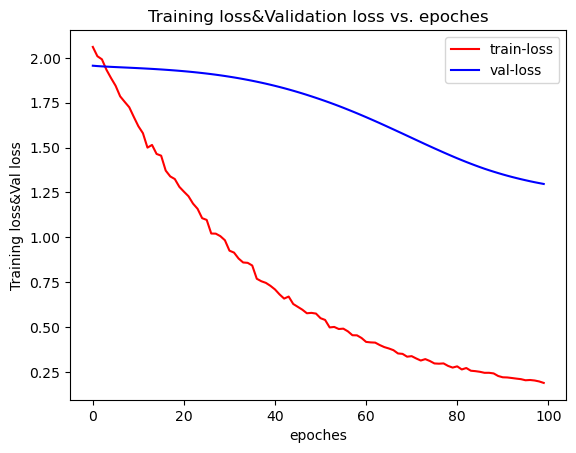 Training loss&Validation loss vs. epoches
train-loss
val-loss
Training loss&Val loss
2.00
1.75
1.50
1.25
1.00
0.75
0.50
0.25
0 20 40 60 80 100
epoches